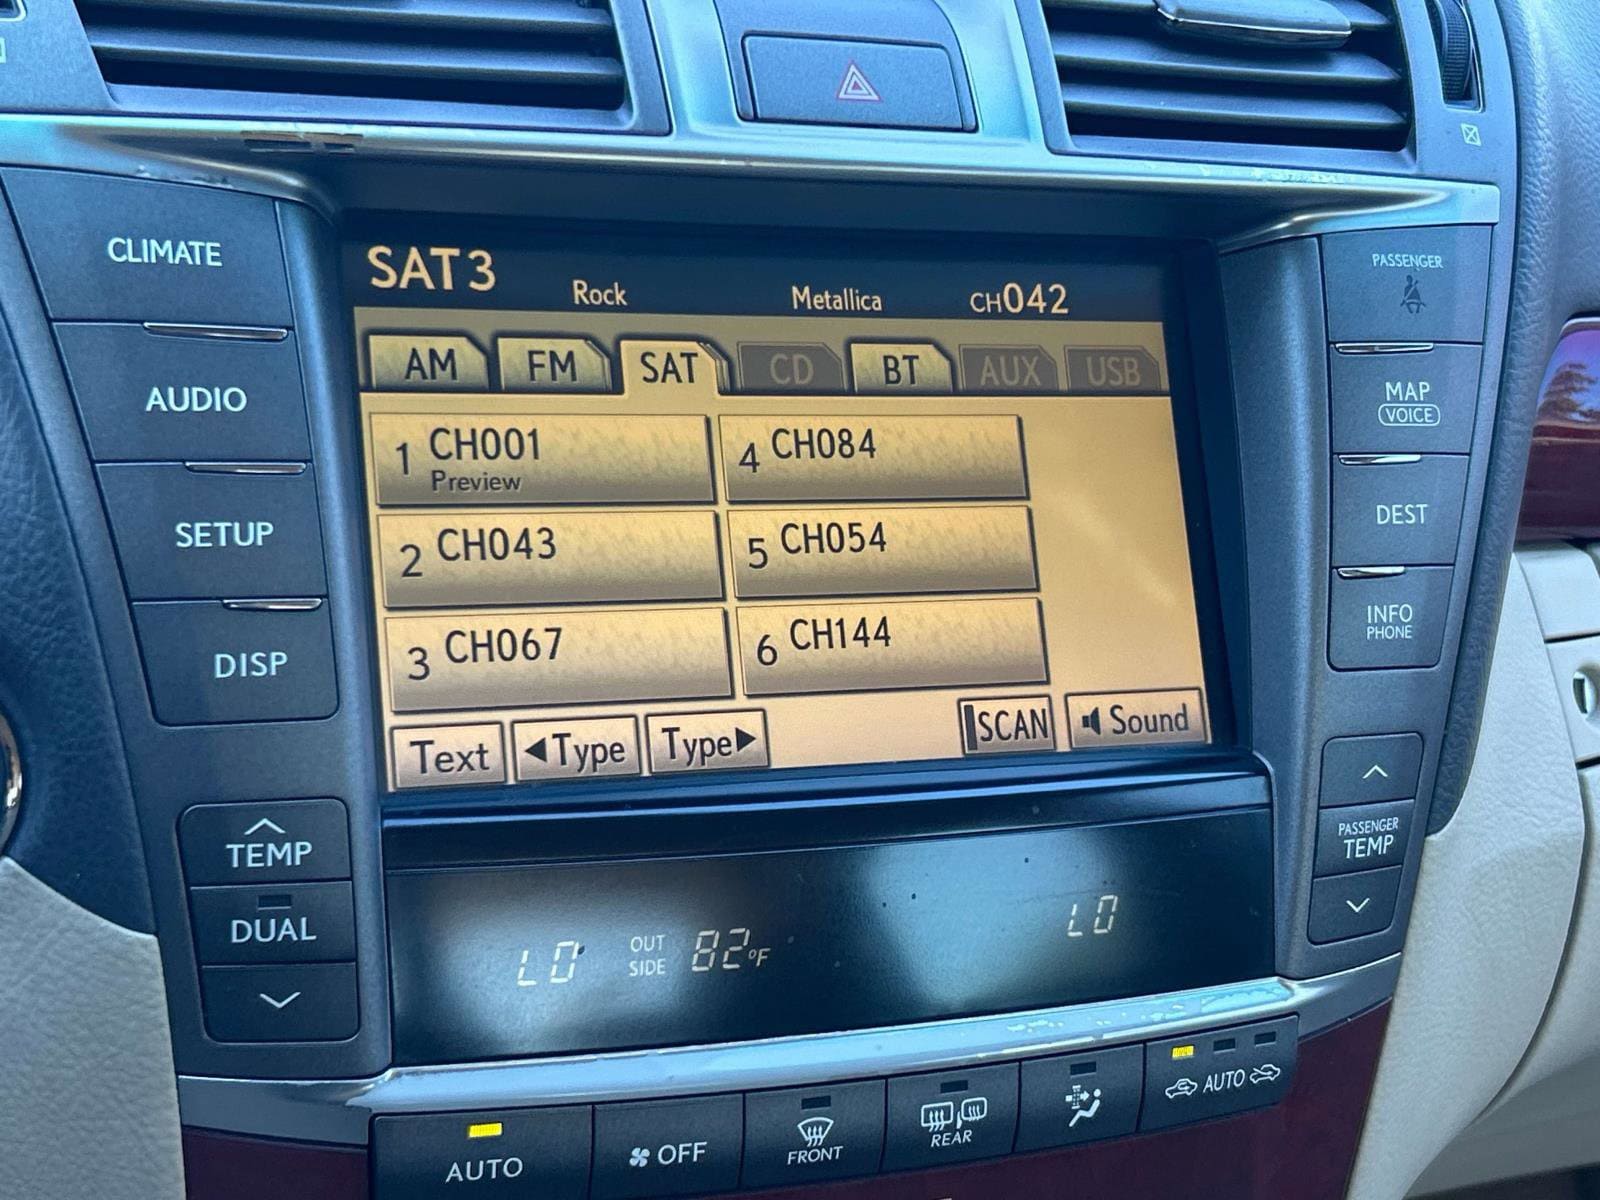 CLIMATE
AUDIO
SETUP
DISP
SAT 3
Rock
Metallica
CH042
AM
FM
SAT
CD
BT
AUX
USB
1 CH001
Preview
4 CH084
2 CH043
5 CH054
3 CH067
6 CH144
Text
Type
Type
SCAN
Sound
PASSENGER
MAP
VOICE
DEST
INFO
PHONE
TEMP
DUAL
PASSENGER
TEMP
LO
OUT
SIDE
82°F
LO
AUTO
OFF
FRONT
REAR
AUTO